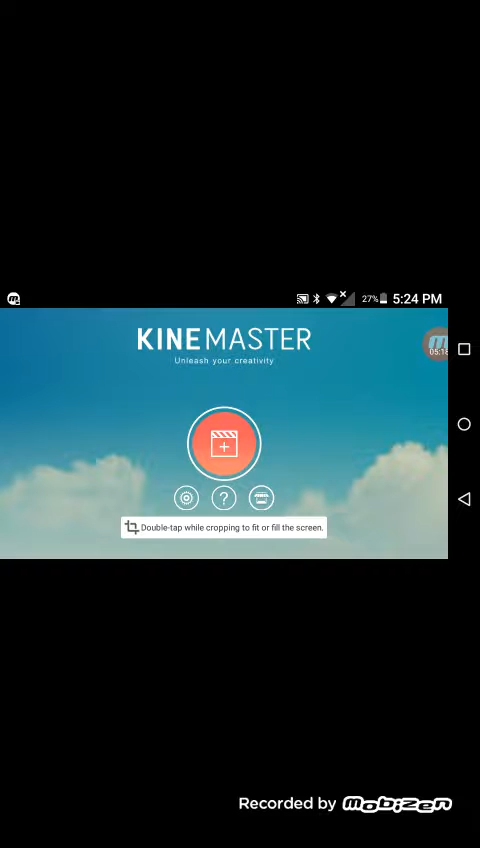 27% 5:24 PM
KINEMASTER
Unleash your creativity
05:18
?
Double-tap while cropping to fit or fill the screen.
Recorded by mobizen